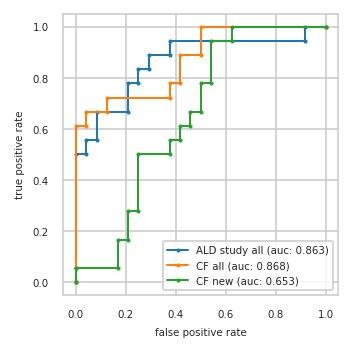 1.0
0.8
0.6
0.4
0.2
0.0
true positive rate
ALD study all (auc: 0.863)
CF all (auc: 0.868)
CF new (auc: 0.653)
0.0 0.2 0.4 0.6 0.8 1.0
false positive rate